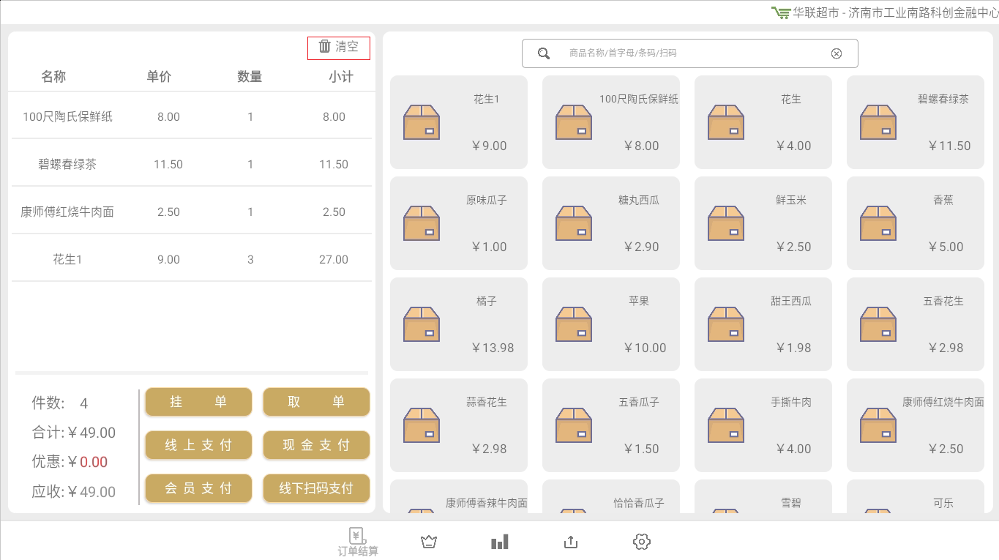 华联超市 - 济南市工业南路科创金融中心
清空
名称 单价 数量 小计
100尺陶氏保鲜纸 8.00 1 8.00
碧螺春绿茶 11.50 1 11.50
康师傅红烧牛肉面 2.50 1 2.50
花生1 9.00 3 27.00
件数: 4
合计:￥49.00
优惠:￥0.00
应收:￥49.00
挂 单 取 单
线上支付 现金支付
会员支付 线下扫码支付
商品名称/首字母/条码/扫码
花生1 100尺陶氏保鲜纸 花生 碧螺春绿茶
￥9.00 ￥8.00 ￥4.00 ￥11.50
原味瓜子 糖丸西瓜 鲜玉米 香蕉
￥1.00 ￥2.90 ￥2.50 ￥5.00
橘子 苹果 甜王西瓜 五香花生
￥13.98 ￥10.00 ￥1.98 ￥2.98
蒜香花生 五香瓜子 手撕牛肉 康师傅红烧牛肉面
￥2.98 ￥1.50 ￥4.00 ￥2.50
康师傅香辣牛肉面 恰恰香瓜子 雪碧 可乐
订单结算